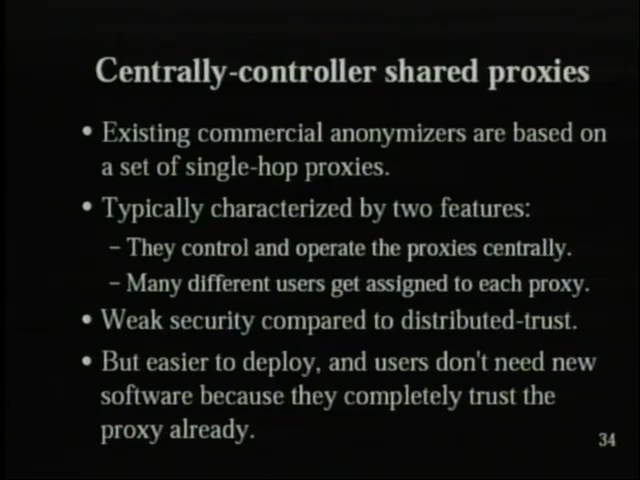 Centrally-controller shared proxies
• Existing commercial anonymizers are based on
a set of single-hop proxies.
• Typically characterized by two features:
– They control and operate the proxies centrally.
– Many different users get assigned to each proxy.
• Weak security compared to distributed-trust.
• But easier to deploy, and users don't need new
software because they completely trust the
proxy already.
34